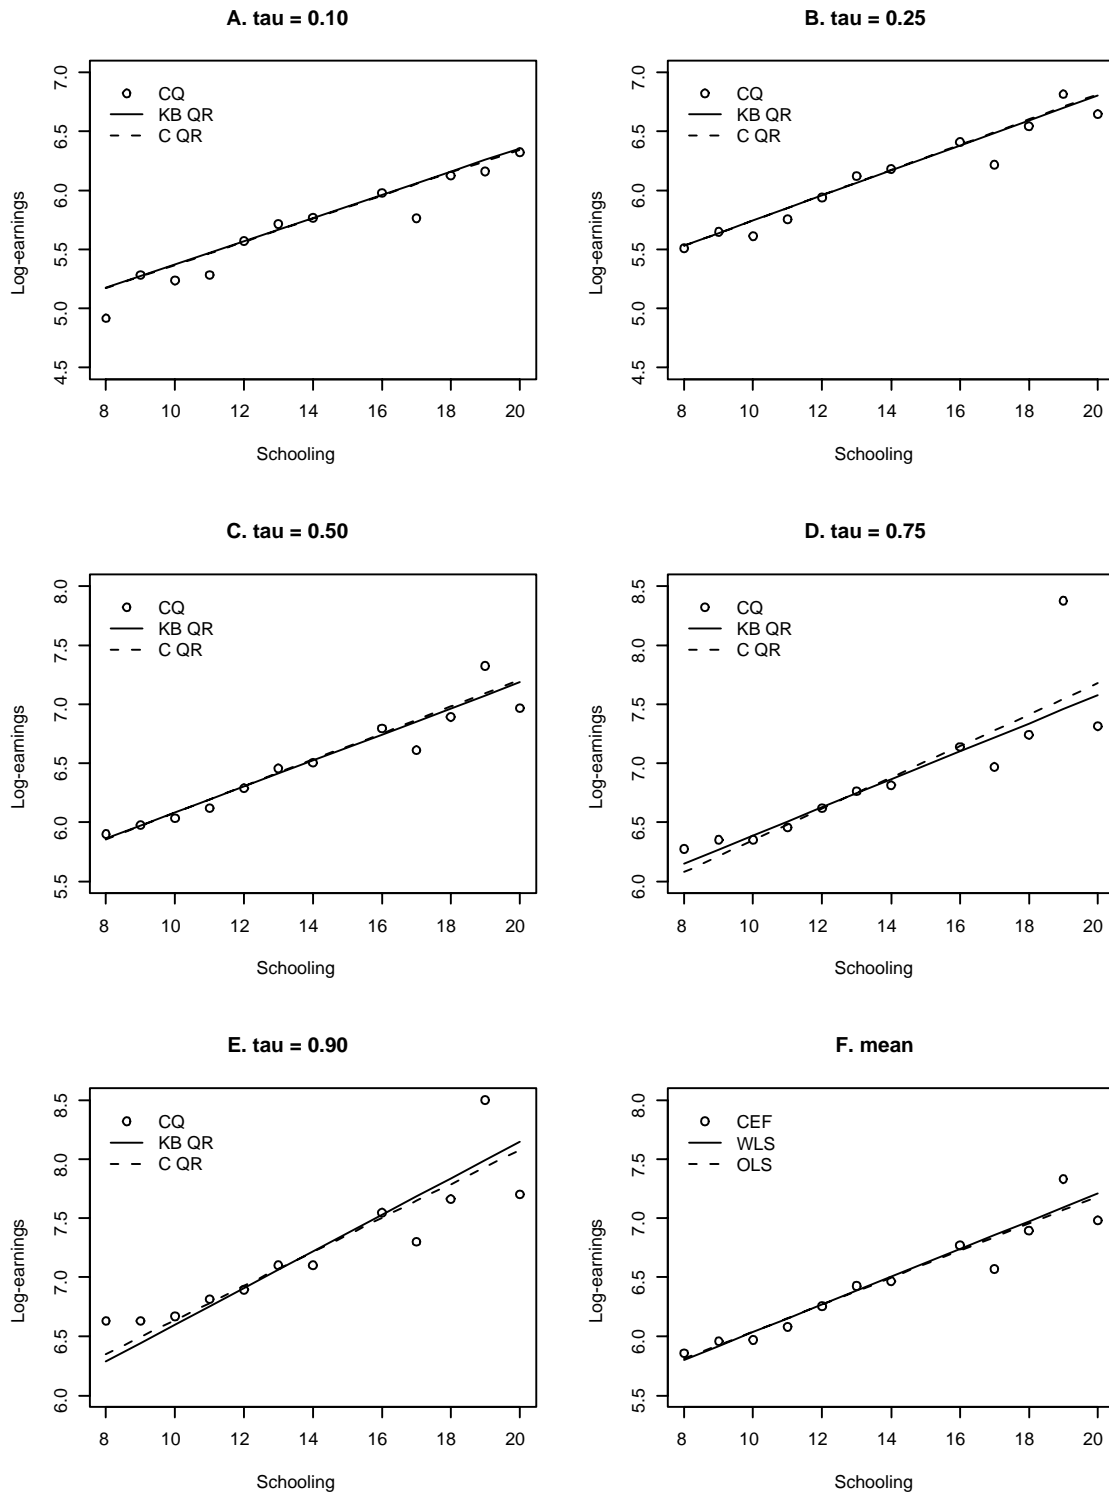 A. tau = 0.10
7.0
6.5
6.0
5.5
5.0
4.5
CQ
KB QR
C QR
Log-earnings
8 10 12 14 16 18 20
Schooling
B. tau = 0.25
7.0
6.5
6.0
5.5
5.0
4.5
CQ
KB QR
C QR
Log-earnings
8 10 12 14 16 18 20
Schooling
C. tau = 0.50
8.0
7.5
7.0
6.5
6.0
5.5
CQ
KB QR
C QR
Log-earnings
8 10 12 14 16 18 20
Schooling
D. tau = 0.75
8.5
8.0
7.5
7.0
6.5
6.0
CQ
KB QR
C QR
Log-earnings
8 10 12 14 16 18 20
Schooling
E. tau = 0.90
8.5
8.0
7.5
7.0
6.5
6.0
CQ
KB QR
C QR
Log-earnings
8 10 12 14 16 18 20
Schooling
F. mean
8.0
7.5
7.0
6.5
6.0
5.5
CEF
WLS
OLS
Log-earnings
8 10 12 14 16 18 20
Schooling